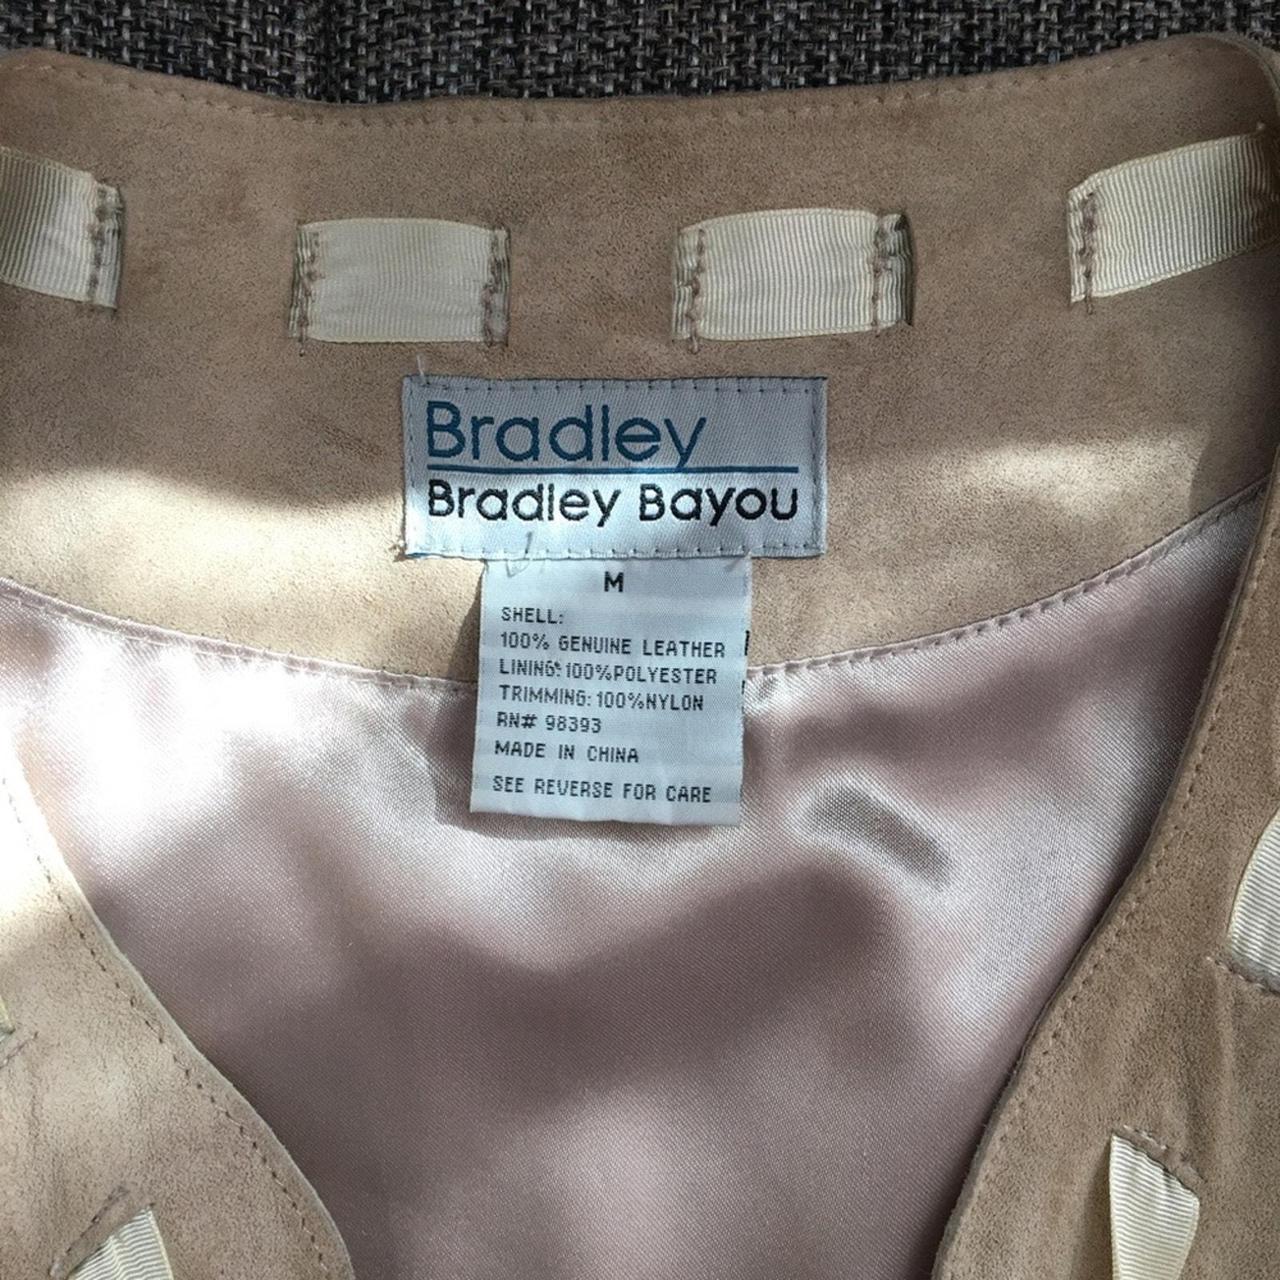 Bradley
Bradley Bayou
M
SHELL:
100% GENUINE LEATHER
LINING: 100%POLYESTER
TRIMMING: 100%NYLON
RN# 98393
MADE IN CHINA
SEE REVERSE FOR CARE